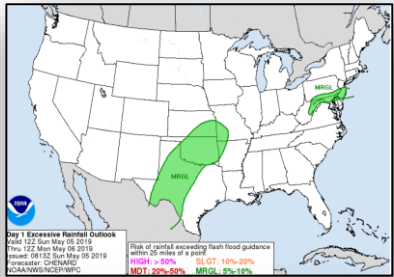 MRGL
MRGL
noaa
Day 1 Excessive Rainfall Outlook
Valid 12Z Sun May 05 2019
Thru 12Z Mon May 06 2019
Issued: 0813Z Sun May 05 2019
Forecaster: CHENARD
NOAA/NWS/NCEP/WPC
Risk of rainfall exceeding flash flood guidance
within 25 miles of a point
HIGH: > 50% SLGT: 10%-20%
MDT: 20%-50% MRGL: 5%-10%